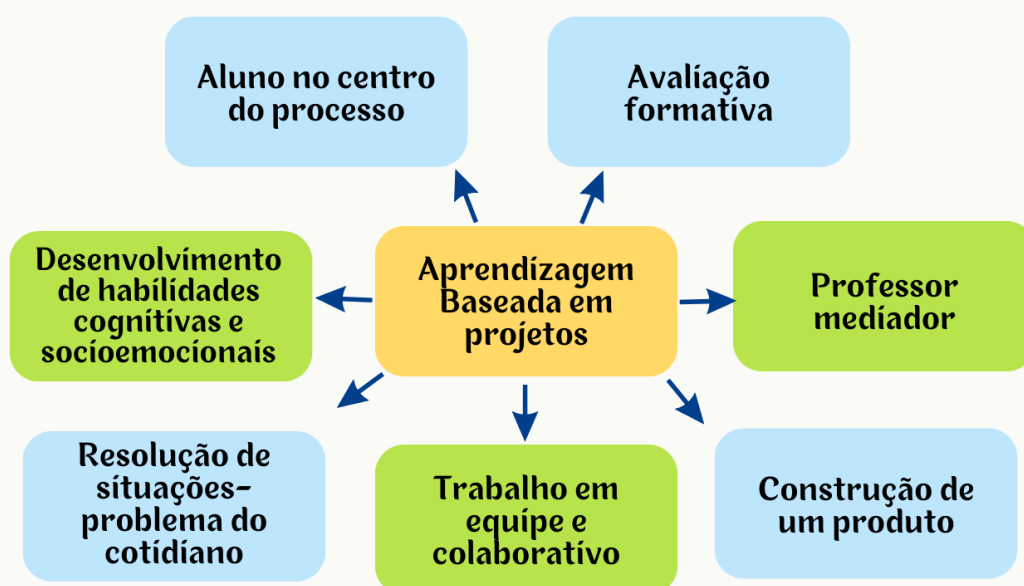 Aluno no centro
do processo
Avaliação
formativa
Desenvolvimento
de habilidades
cognitivas e
socioemocionais
Aprendizagem
Baseada em
projetos
Professor
mediador
Resolução de
situações-
problema do
cotidiano
Trabalho em
equipe e
colaborativo
Construção de
um produto